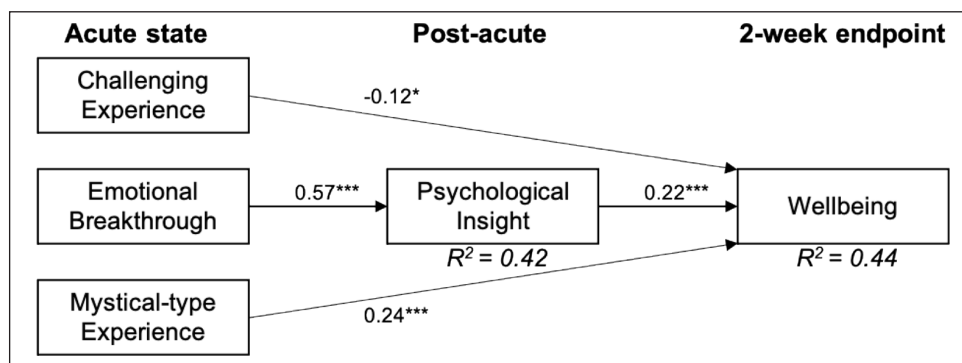 Acute state
Post-acute
2-week endpoint
Challenging
Experience
-0.12*
Emotional
Breakthrough
0.57***
Psychological
Insight
0.22***
Wellbeing
R² = 0.42
R² = 0.44
Mystical-type
Experience
0.24***